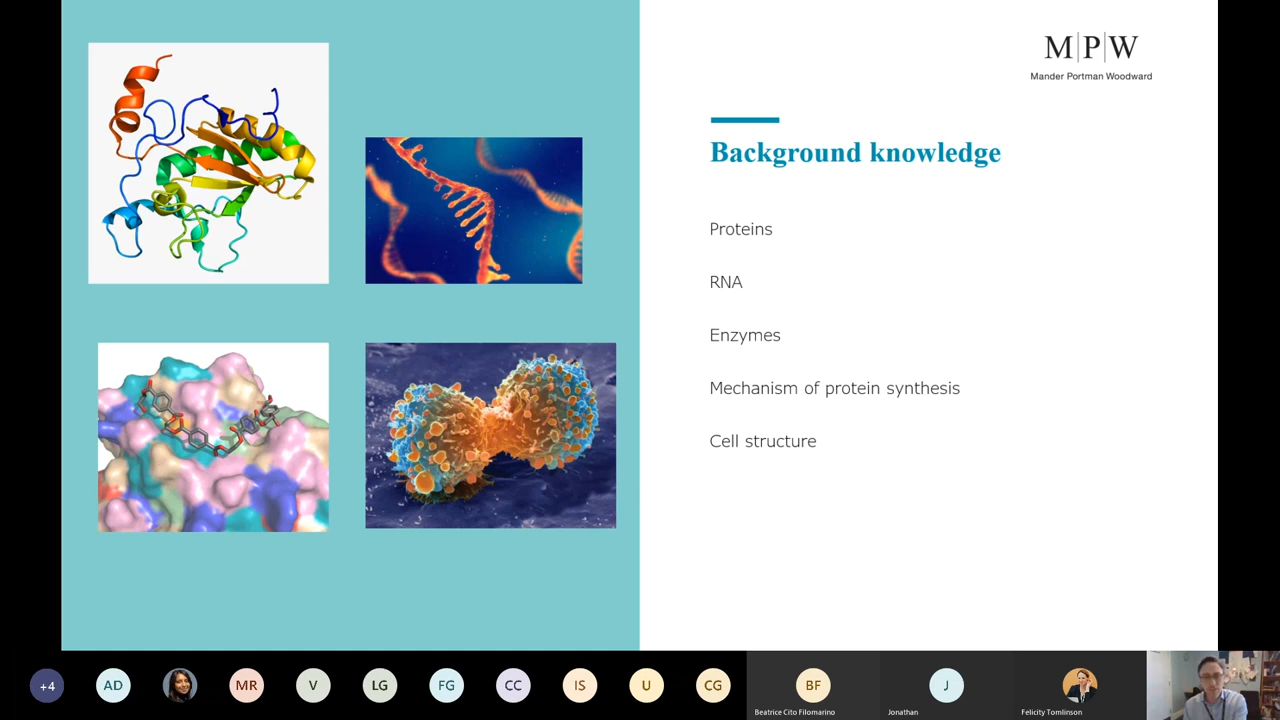 M|P|W
Mander Portman Woodward
Background knowledge
Proteins
RNA
Enzymes
Mechanism of protein synthesis
Cell structure
+4
AD
MR
V
LG
FG
CC
IS
U
CG
BF
Beatrice Cito Filomarino
J
Jonathan
Felicity Tomlinson